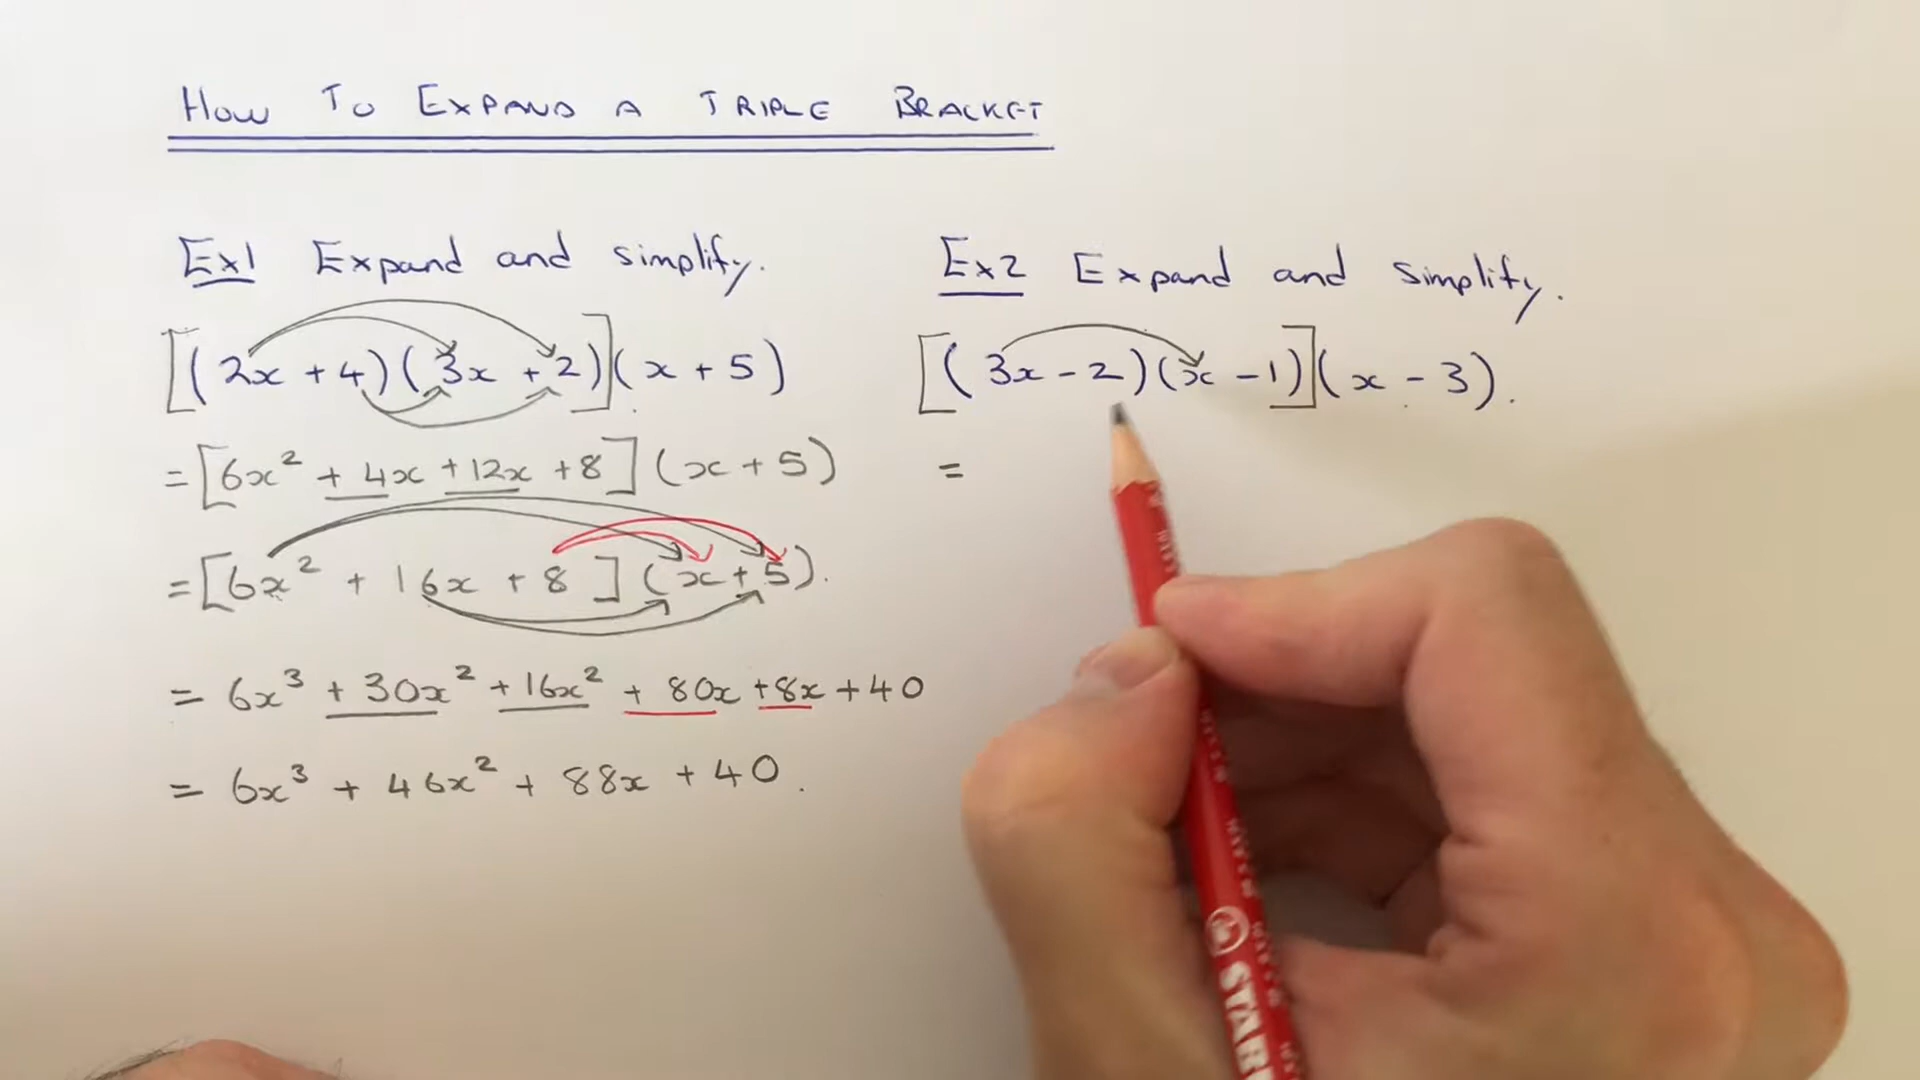 HOW TO EXPAND A TRIPLE BRACKET
Ex1 Expand and simplify.
[(2x + 4)(3x + 2)](x + 5)
= [6x² + 4x + 12x + 8](x + 5)
= [6x² + 16x + 8](x + 5).
= 6x³ + 30x² + 16x² + 80x + 8x + 40
= 6x³ + 46x² + 88x + 40.
Ex2 Expand and simplify.
[(3x - 2)(x - 1)](x - 3).
=